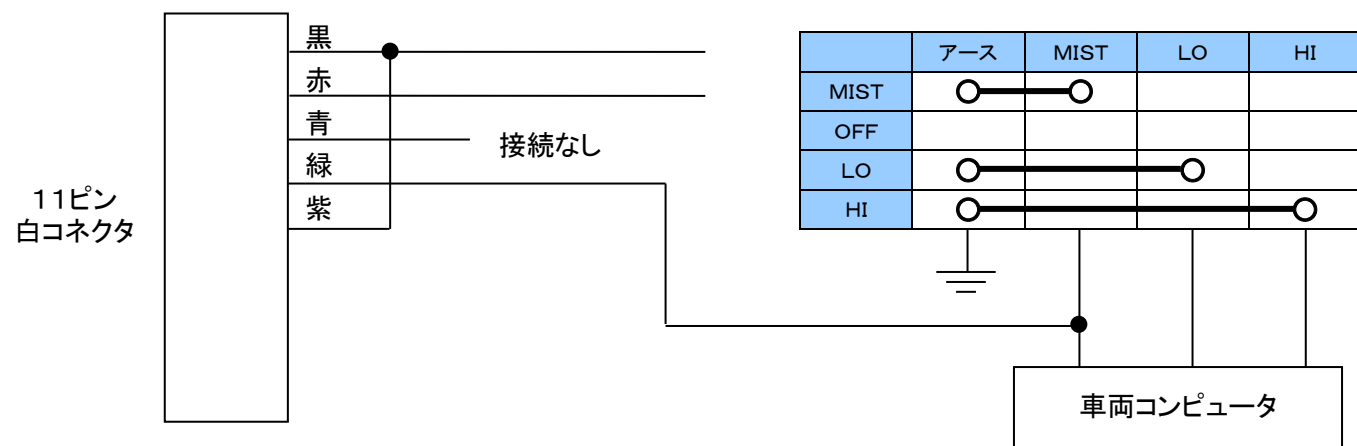 黒
赤
青
緑
紫
接続なし
11ピン
白コネクタ
アース MIST LO HI
MIST
OFF
LO
HI
車両コンピュータ